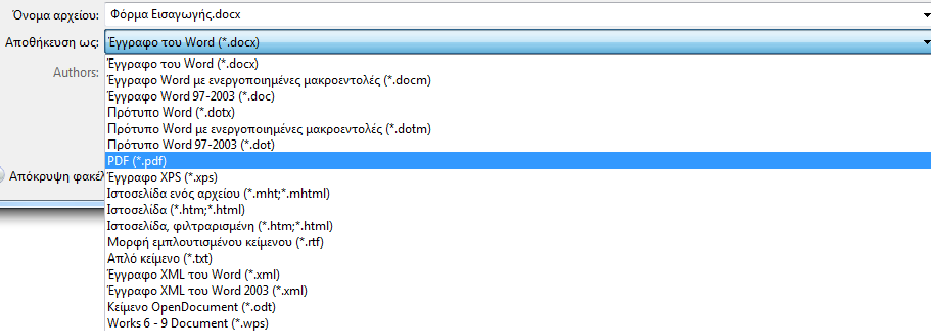 Όνομα αρχείου: Φόρμα Εισαγωγής.docx
Αποθήκευση ως: Έγγραφο του Word (*.docx)
Authors:
Έγγραφο του Word (*.docx)
Έγγραφο Word με ενεργοποιημένες μακροεντολές (*.docm)
Έγγραφο Word 97-2003 (*.doc)
Πρότυπο Word (*.dotx)
Πρότυπο Word με ενεργοποιημένες μακροεντολές (*.dotm)
Πρότυπο Word 97-2003 (*.dot)
PDF (*.pdf)
Απόκρυψη φακέλ
Έγγραφο XPS (*.xps)
Ιστοσελίδα ενός αρχείου (*.mht;*.mhtml)
Ιστοσελίδα (*.htm;*.html)
Ιστοσελίδα, φιλτραρισμένη (*.htm;*.html)
Μορφή εμπλουτισμένου κειμένου (*.rtf)
Απλό κείμενο (*.txt)
Έγγραφο XML του Word (*.xml)
Έγγραφο XML του Word 2003 (*.xml)
Κείμενο OpenDocument (*.odt)
Works 6 - 9 Document (*.wps)